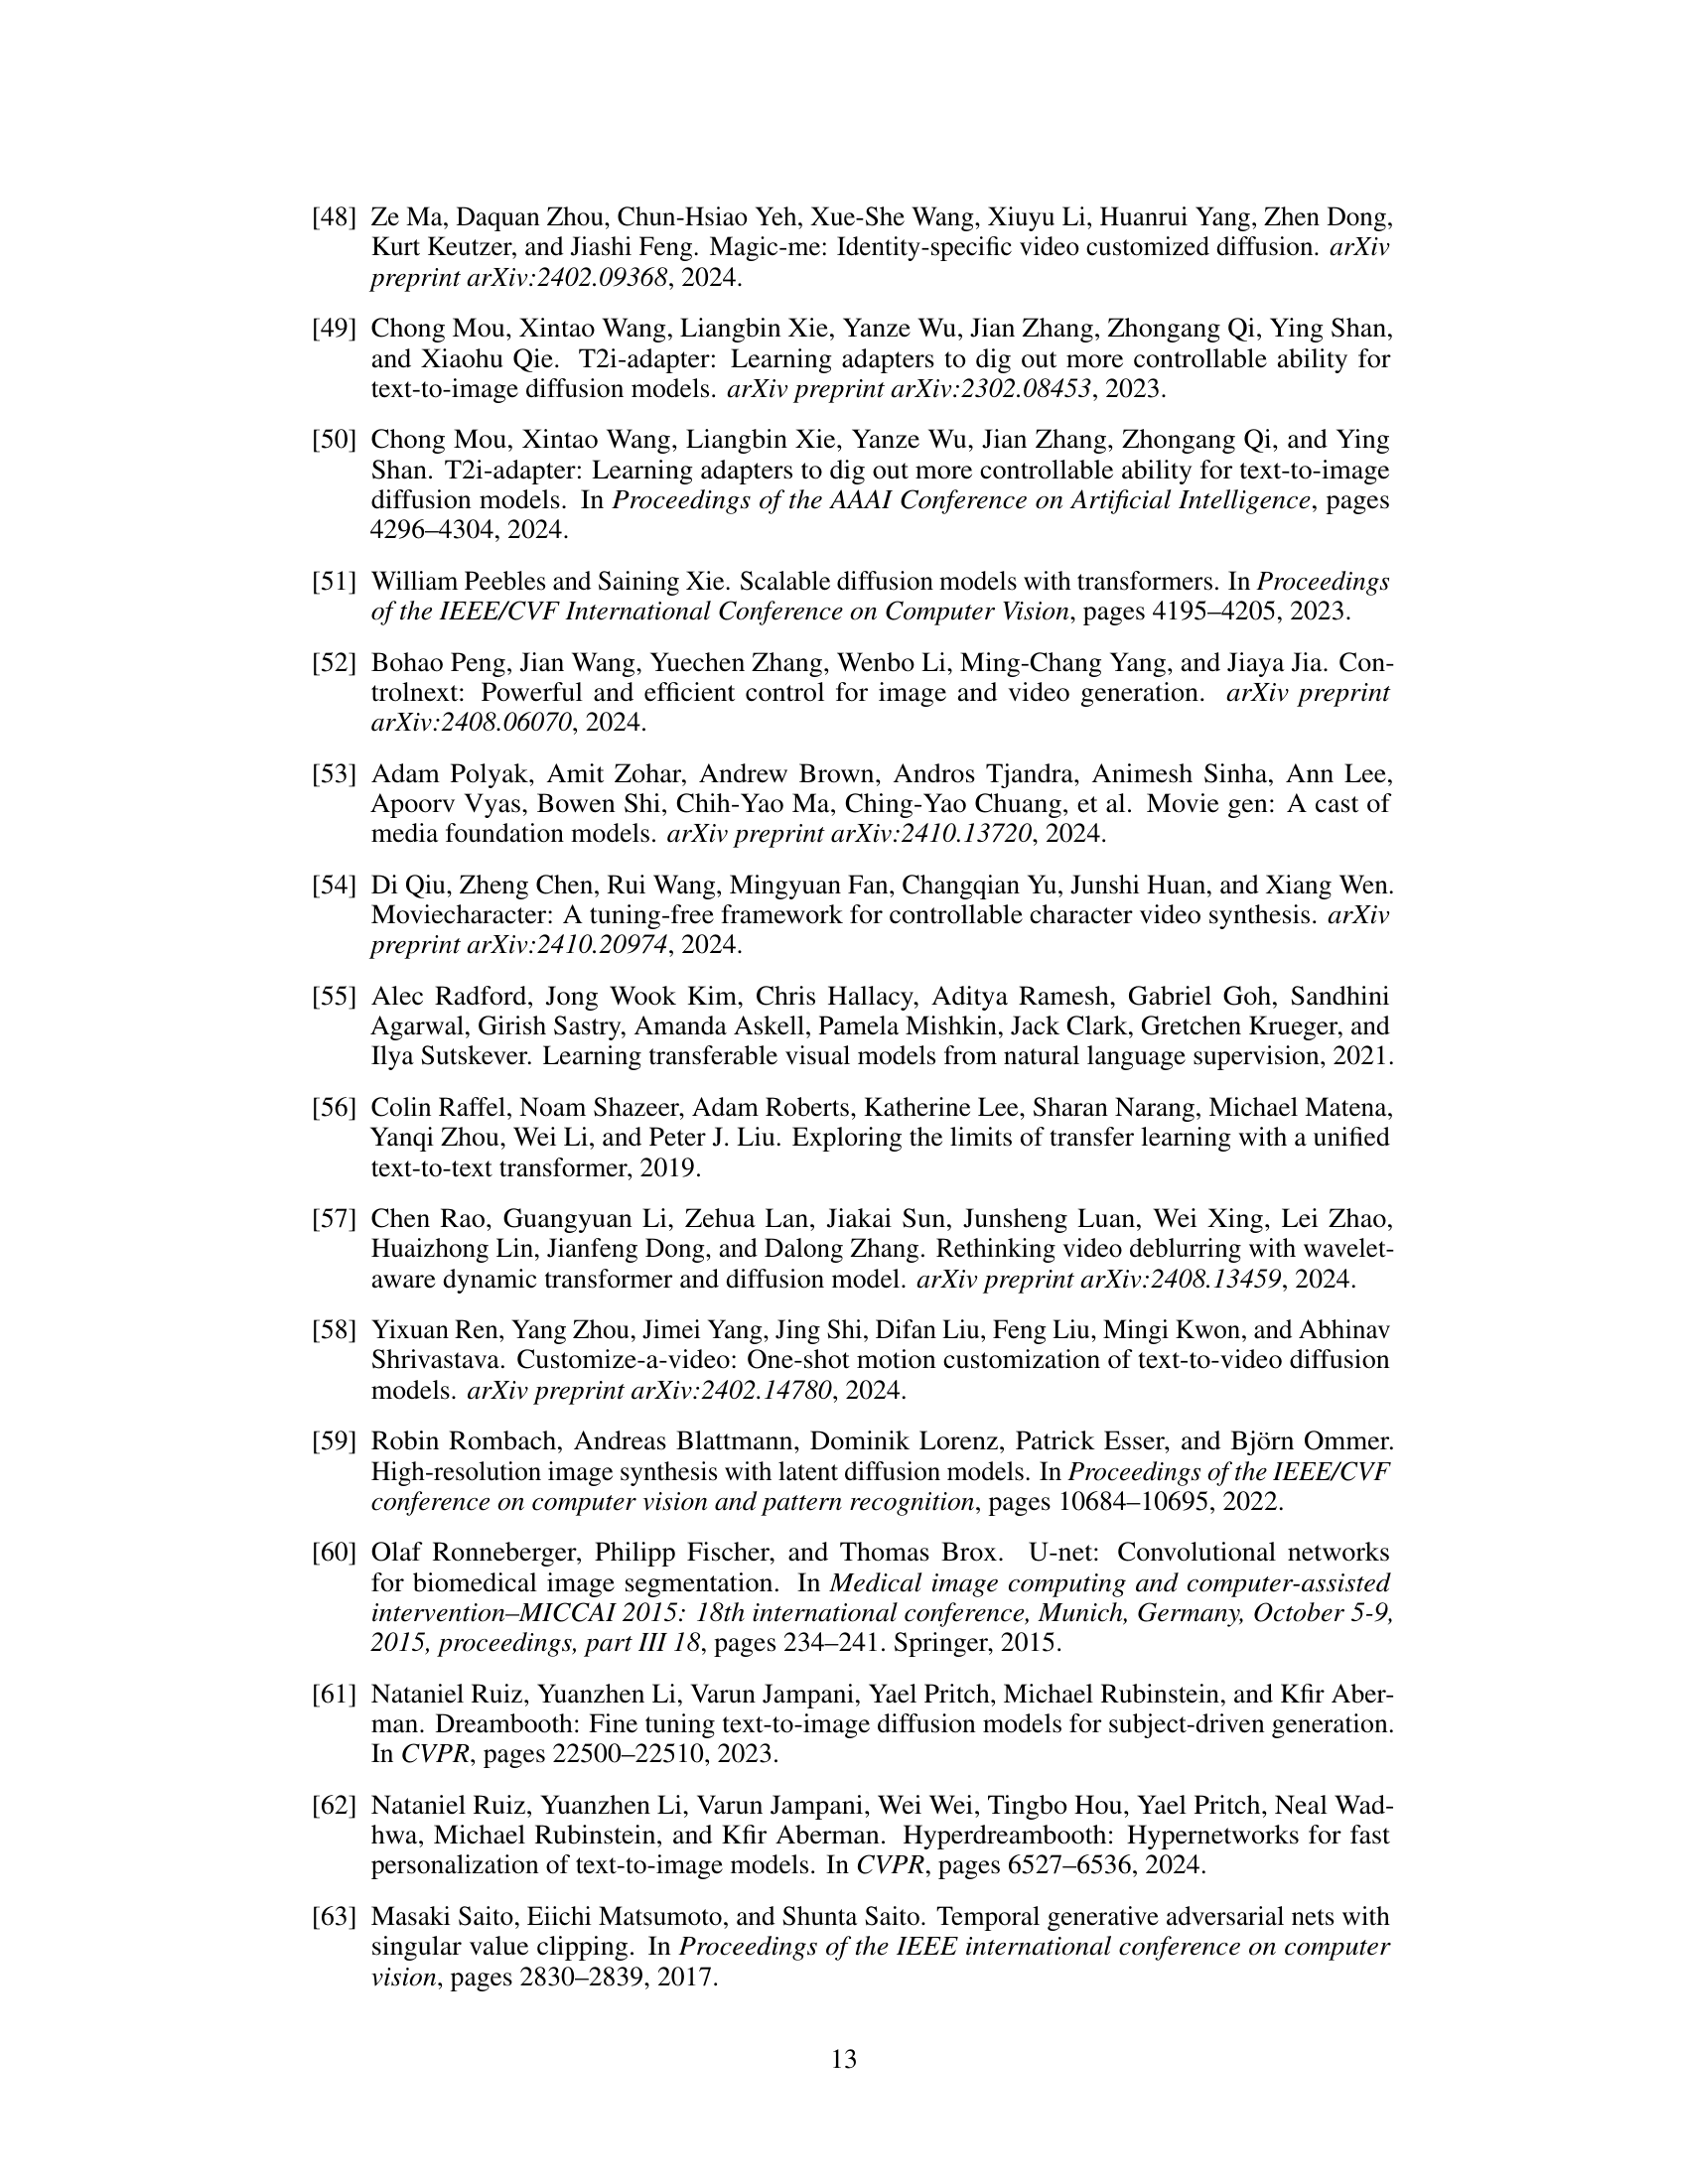 [48] Ze Ma, Daquan Zhou, Chun-Hsiao Yeh, Xue-She Wang, Xiuyu Li, Huanrui Yang, Zhen Dong,
Kurt Keutzer, and Jiashi Feng. Magic-me: Identity-specific video customized diffusion. arXiv
preprint arXiv:2402.09368, 2024.
[49] Chong Mou, Xintao Wang, Liangbin Xie, Yanze Wu, Jian Zhang, Zhongang Qi, Ying Shan,
and Xiaohu Qie. T2i-adapter: Learning adapters to dig out more controllable ability for
text-to-image diffusion models. arXiv preprint arXiv:2302.08453, 2023.
[50] Chong Mou, Xintao Wang, Liangbin Xie, Yanze Wu, Jian Zhang, Zhongang Qi, and Ying
Shan. T2i-adapter: Learning adapters to dig out more controllable ability for text-to-image
diffusion models. In Proceedings of the AAAI Conference on Artificial Intelligence, pages
4296–4304, 2024.
[51] William Peebles and Saining Xie. Scalable diffusion models with transformers. In Proceedings
of the IEEE/CVF International Conference on Computer Vision, pages 4195–4205, 2023.
[52] Bohao Peng, Jian Wang, Yuechen Zhang, Wenbo Li, Ming-Chang Yang, and Jiaya Jia. Con-
trolnext: Powerful and efficient control for image and video generation. arXiv preprint
arXiv:2408.06070, 2024.
[53] Adam Polyak, Amit Zohar, Andrew Brown, Andros Tjandra, Animesh Sinha, Ann Lee,
Apoorv Vyas, Bowen Shi, Chih-Yao Ma, Ching-Yao Chuang, et al. Movie gen: A cast of
media foundation models. arXiv preprint arXiv:2410.13720, 2024.
[54] Di Qiu, Zheng Chen, Rui Wang, Mingyuan Fan, Changqian Yu, Junshi Huan, and Xiang Wen.
Moviecharacter: A tuning-free framework for controllable character video synthesis. arXiv
preprint arXiv:2410.20974, 2024.
[55] Alec Radford, Jong Wook Kim, Chris Hallacy, Aditya Ramesh, Gabriel Goh, Sandhini
Agarwal, Girish Sastry, Amanda Askell, Pamela Mishkin, Jack Clark, Gretchen Krueger, and
Ilya Sutskever. Learning transferable visual models from natural language supervision, 2021.
[56] Colin Raffel, Noam Shazeer, Adam Roberts, Katherine Lee, Sharan Narang, Michael Matena,
Yanqi Zhou, Wei Li, and Peter J. Liu. Exploring the limits of transfer learning with a unified
text-to-text transformer, 2019.
[57] Chen Rao, Guangyuan Li, Zehua Lan, Jiakai Sun, Junsheng Luan, Wei Xing, Lei Zhao,
Huaizhong Lin, Jianfeng Dong, and Dalong Zhang. Rethinking video deblurring with wavelet-
aware dynamic transformer and diffusion model. arXiv preprint arXiv:2408.13459, 2024.
[58] Yixuan Ren, Yang Zhou, Jimei Yang, Jing Shi, Difan Liu, Feng Liu, Mingi Kwon, and Abhinav
Shrivastava. Customize-a-video: One-shot motion customization of text-to-video diffusion
models. arXiv preprint arXiv:2402.14780, 2024.
[59] Robin Rombach, Andreas Blattmann, Dominik Lorenz, Patrick Esser, and Björn Ommer.
High-resolution image synthesis with latent diffusion models. In Proceedings of the IEEE/CVF
conference on computer vision and pattern recognition, pages 10684–10695, 2022.
[60] Olaf Ronneberger, Philipp Fischer, and Thomas Brox. U-net: Convolutional networks
for biomedical image segmentation. In Medical image computing and computer-assisted
intervention–MICCAI 2015: 18th international conference, Munich, Germany, October 5-9,
2015, proceedings, part III 18, pages 234–241. Springer, 2015.
[61] Nataniel Ruiz, Yuanzhen Li, Varun Jampani, Yael Pritch, Michael Rubinstein, and Kfir Aber-
man. Dreambooth: Fine tuning text-to-image diffusion models for subject-driven generation.
In CVPR, pages 22500–22510, 2023.
[62] Nataniel Ruiz, Yuanzhen Li, Varun Jampani, Wei Wei, Tingbo Hou, Yael Pritch, Neal Wad-
hwa, Michael Rubinstein, and Kfir Aberman. Hyperdreambooth: Hypernetworks for fast
personalization of text-to-image models. In CVPR, pages 6527–6536, 2024.
[63] Masaki Saito, Eiichi Matsumoto, and Shunta Saito. Temporal generative adversarial nets with
singular value clipping. In Proceedings of the IEEE international conference on computer
vision, pages 2830–2839, 2017.
13